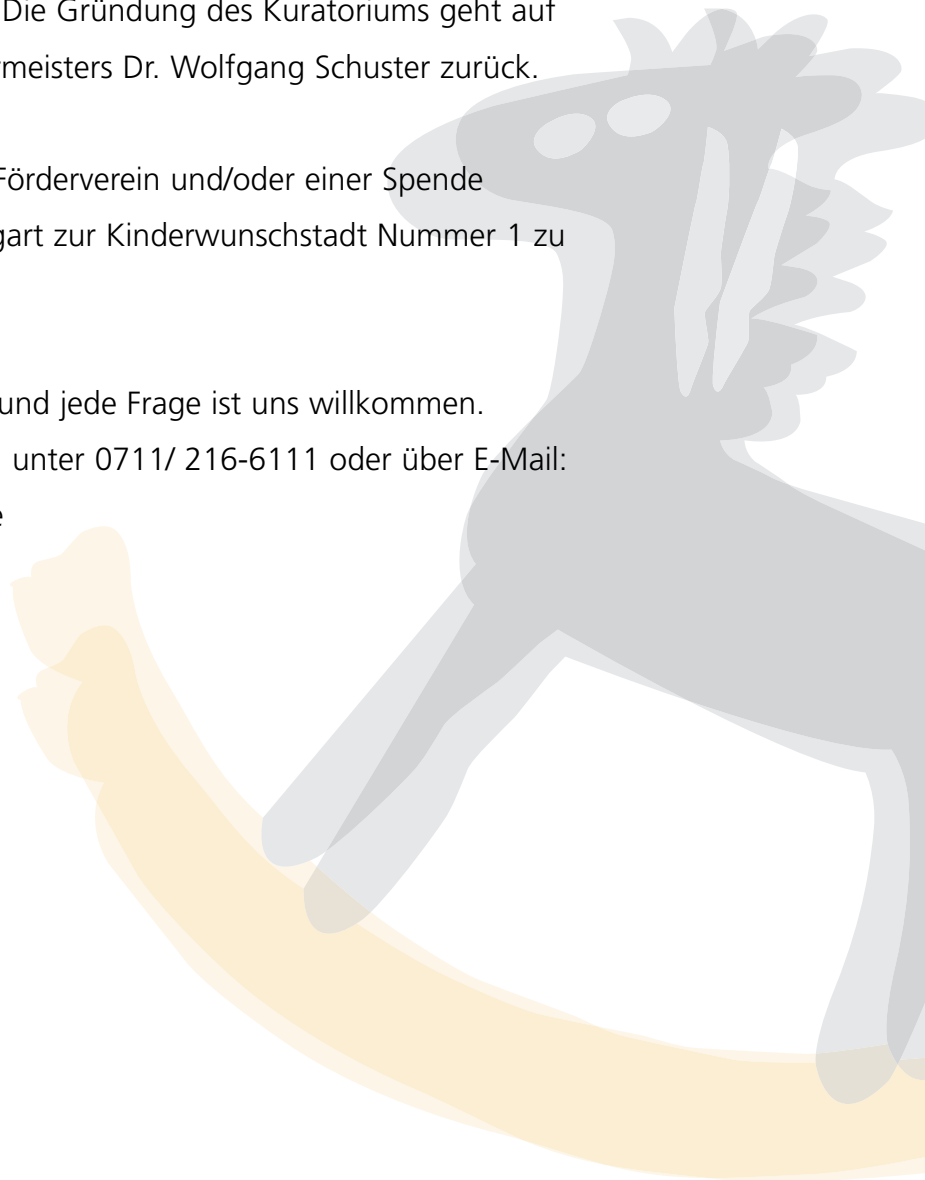 Die Gründung des Kuratoriums geht auf
meisters Dr. Wolfgang Schuster zurück.
Förderverein und/oder einer Spende
gart zur Kinderwunschstadt Nummer 1 zu
und jede Frage ist uns willkommen.
unter 0711/ 216-6111 oder über E-Mail:
e